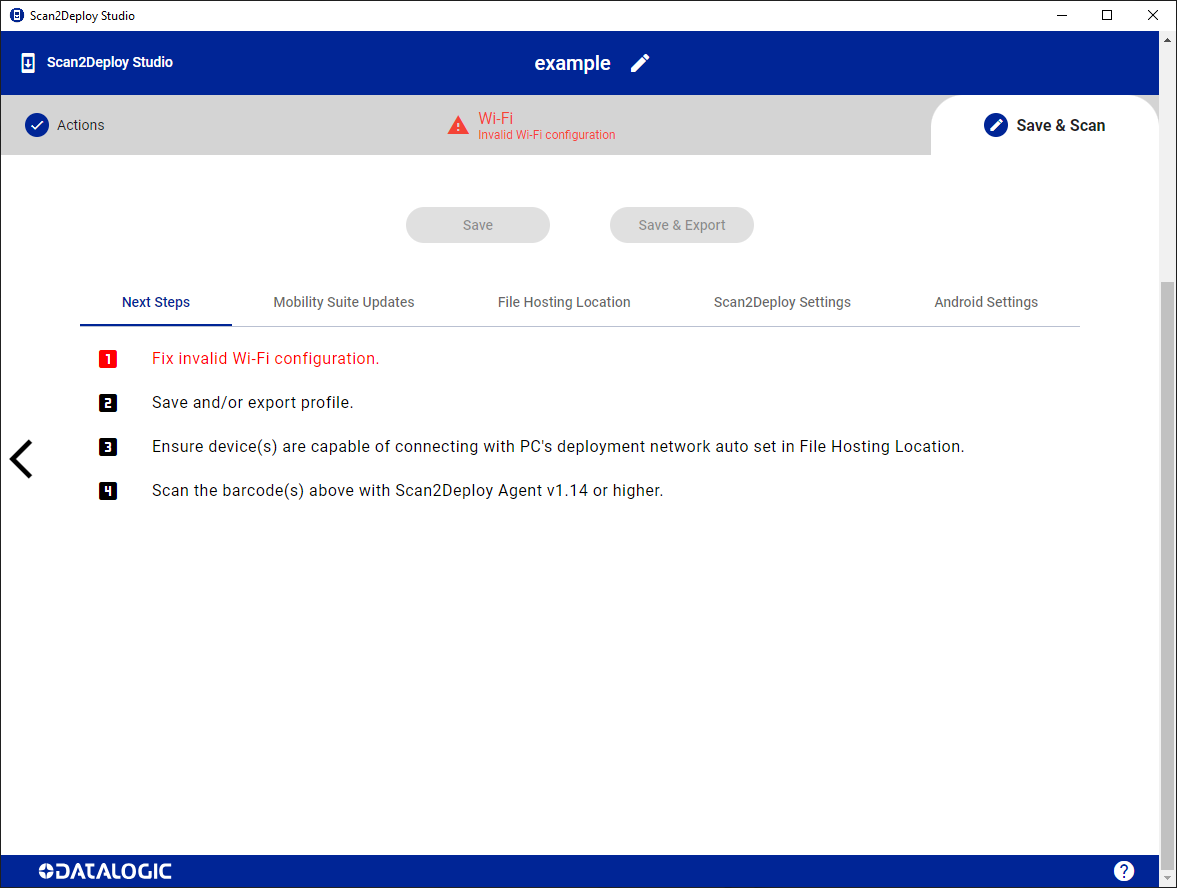 Scan2Deploy Studio
Scan2Deploy Studio
example
Actions
Wi-Fi
Invalid Wi-Fi configuration
Save & Scan
Save
Save & Export
Next Steps
Mobility Suite Updates
File Hosting Location
Scan2Deploy Settings
Android Settings
1 Fix invalid Wi-Fi configuration.
2 Save and/or export profile.
3 Ensure device(s) are capable of connecting with PC's deployment network auto set in File Hosting Location.
4 Scan the barcode(s) above with Scan2Deploy Agent v1.14 or higher.
DATALOGIC
?